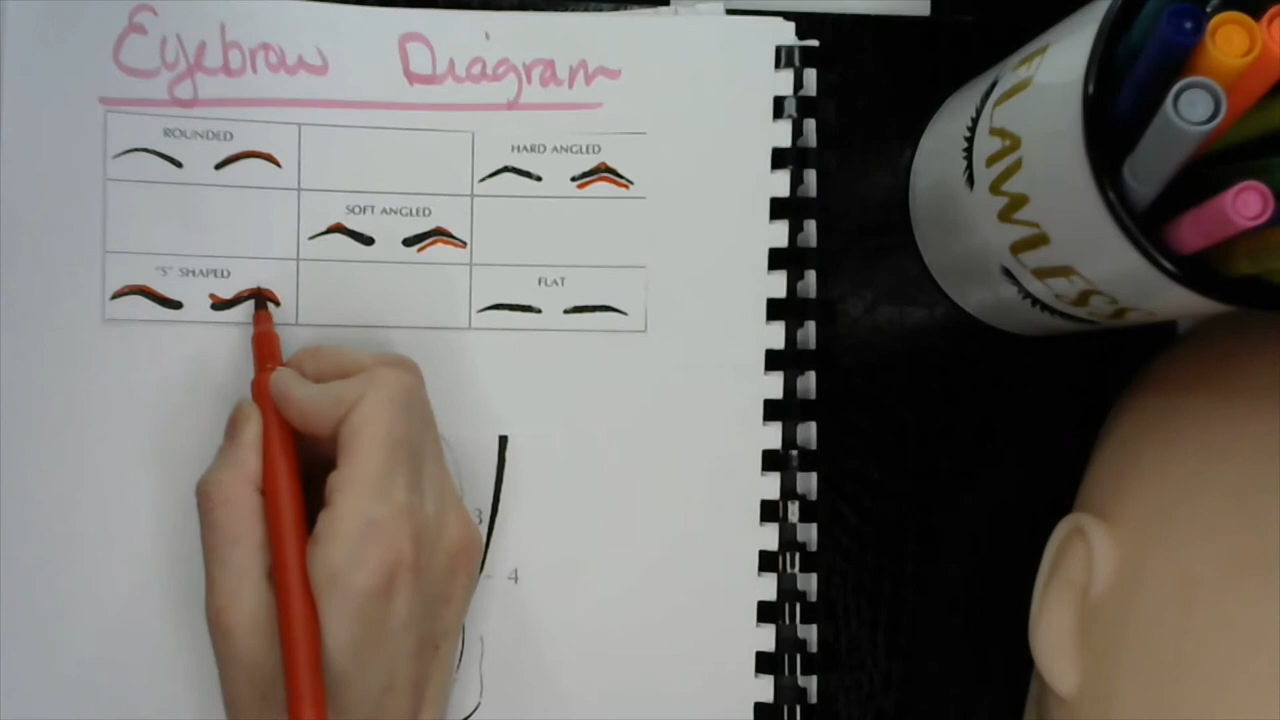 Eyebrow Diagram
ROUNDED
HARD ANGLED
SOFT ANGLED
"S" SHAPED
FLAT
3
4
FLAWLESS